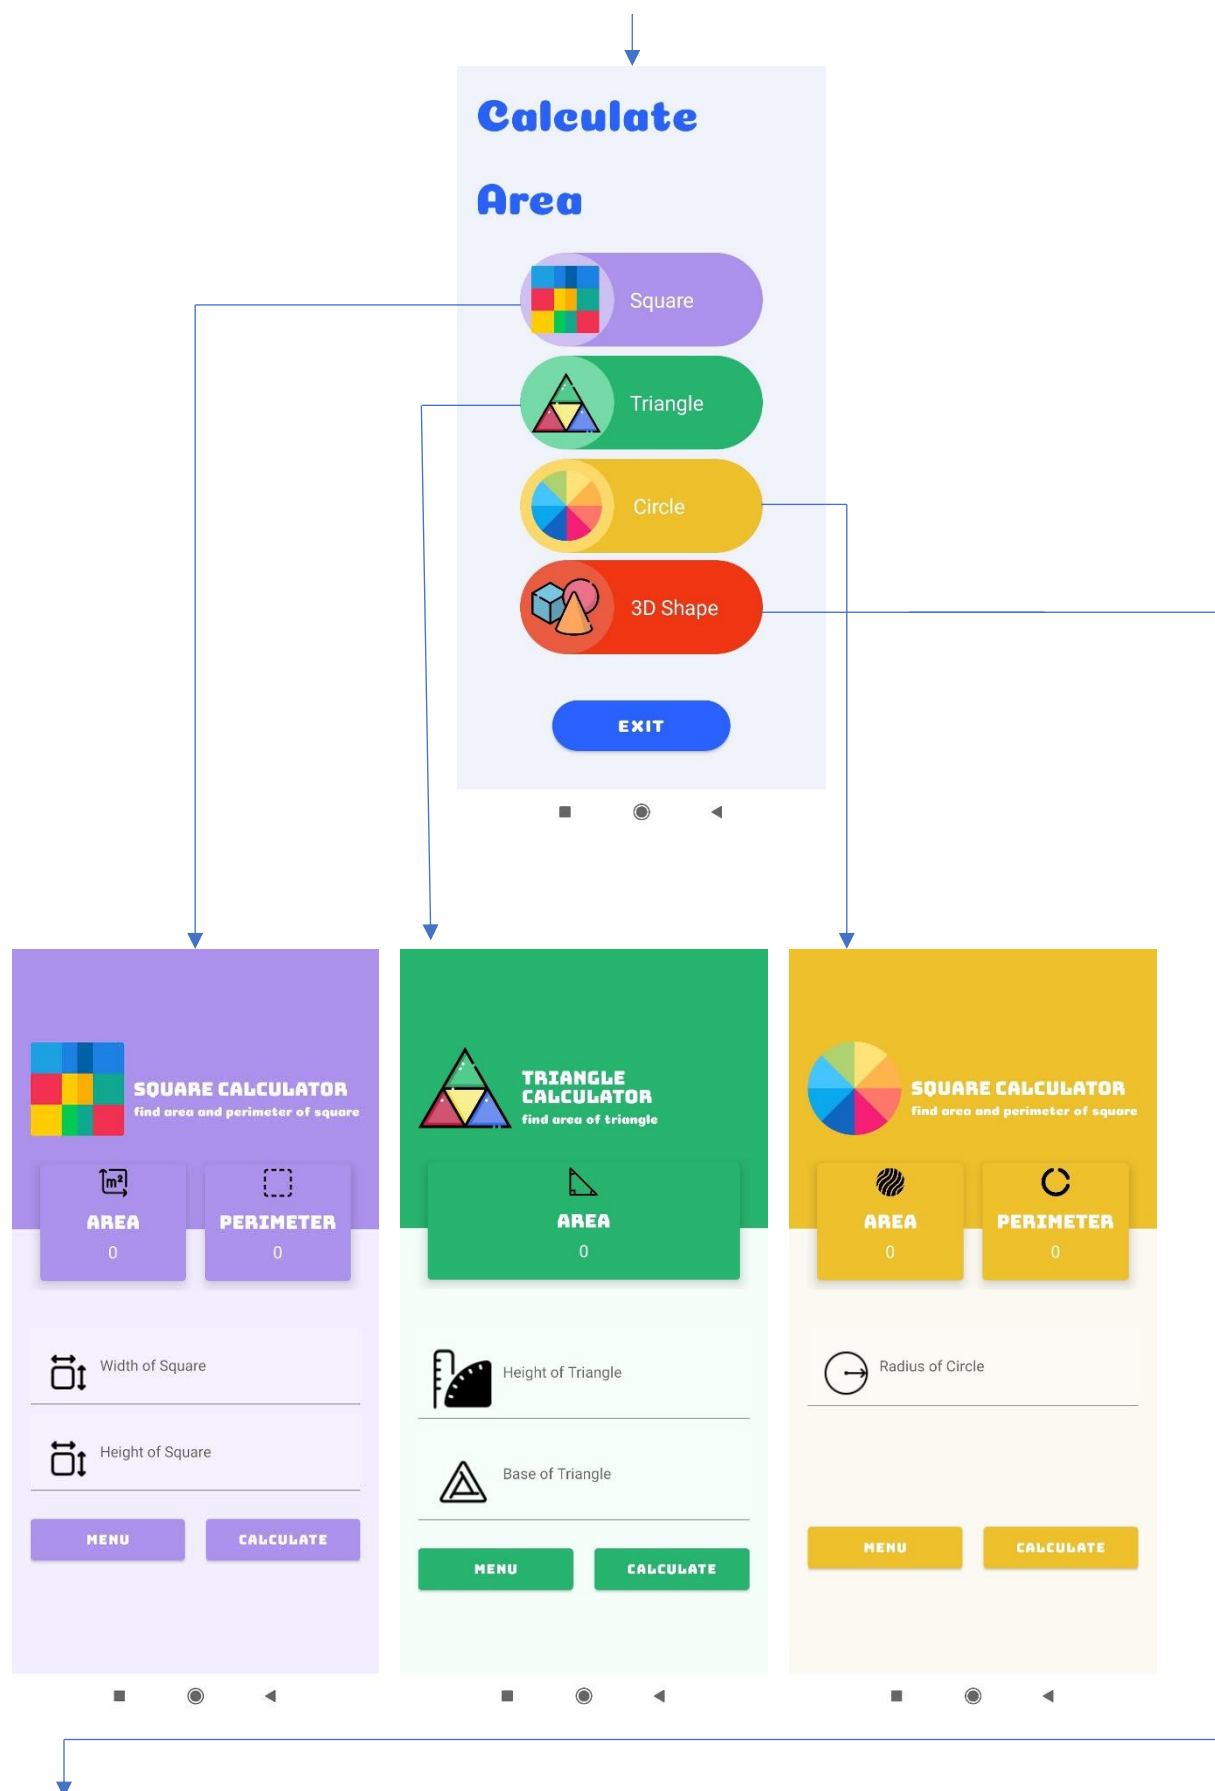 Calculate
Area
Square
Triangle
Circle
3D Shape
EXIT
SQUARE CALCULATOR
find area and perimeter of square
m²
AREA
0
PERIMETER
0
Width of Square
Height of Square
MENU
CALCULATE
TRIANGLE
CALCULATOR
find area of triangle
AREA
0
Height of Triangle
Base of Triangle
MENU
CALCULATE
SQUARE CALCULATOR
find area and perimeter of square
AREA
0
PERIMETER
0
Radius of Circle
MENU
CALCULATE